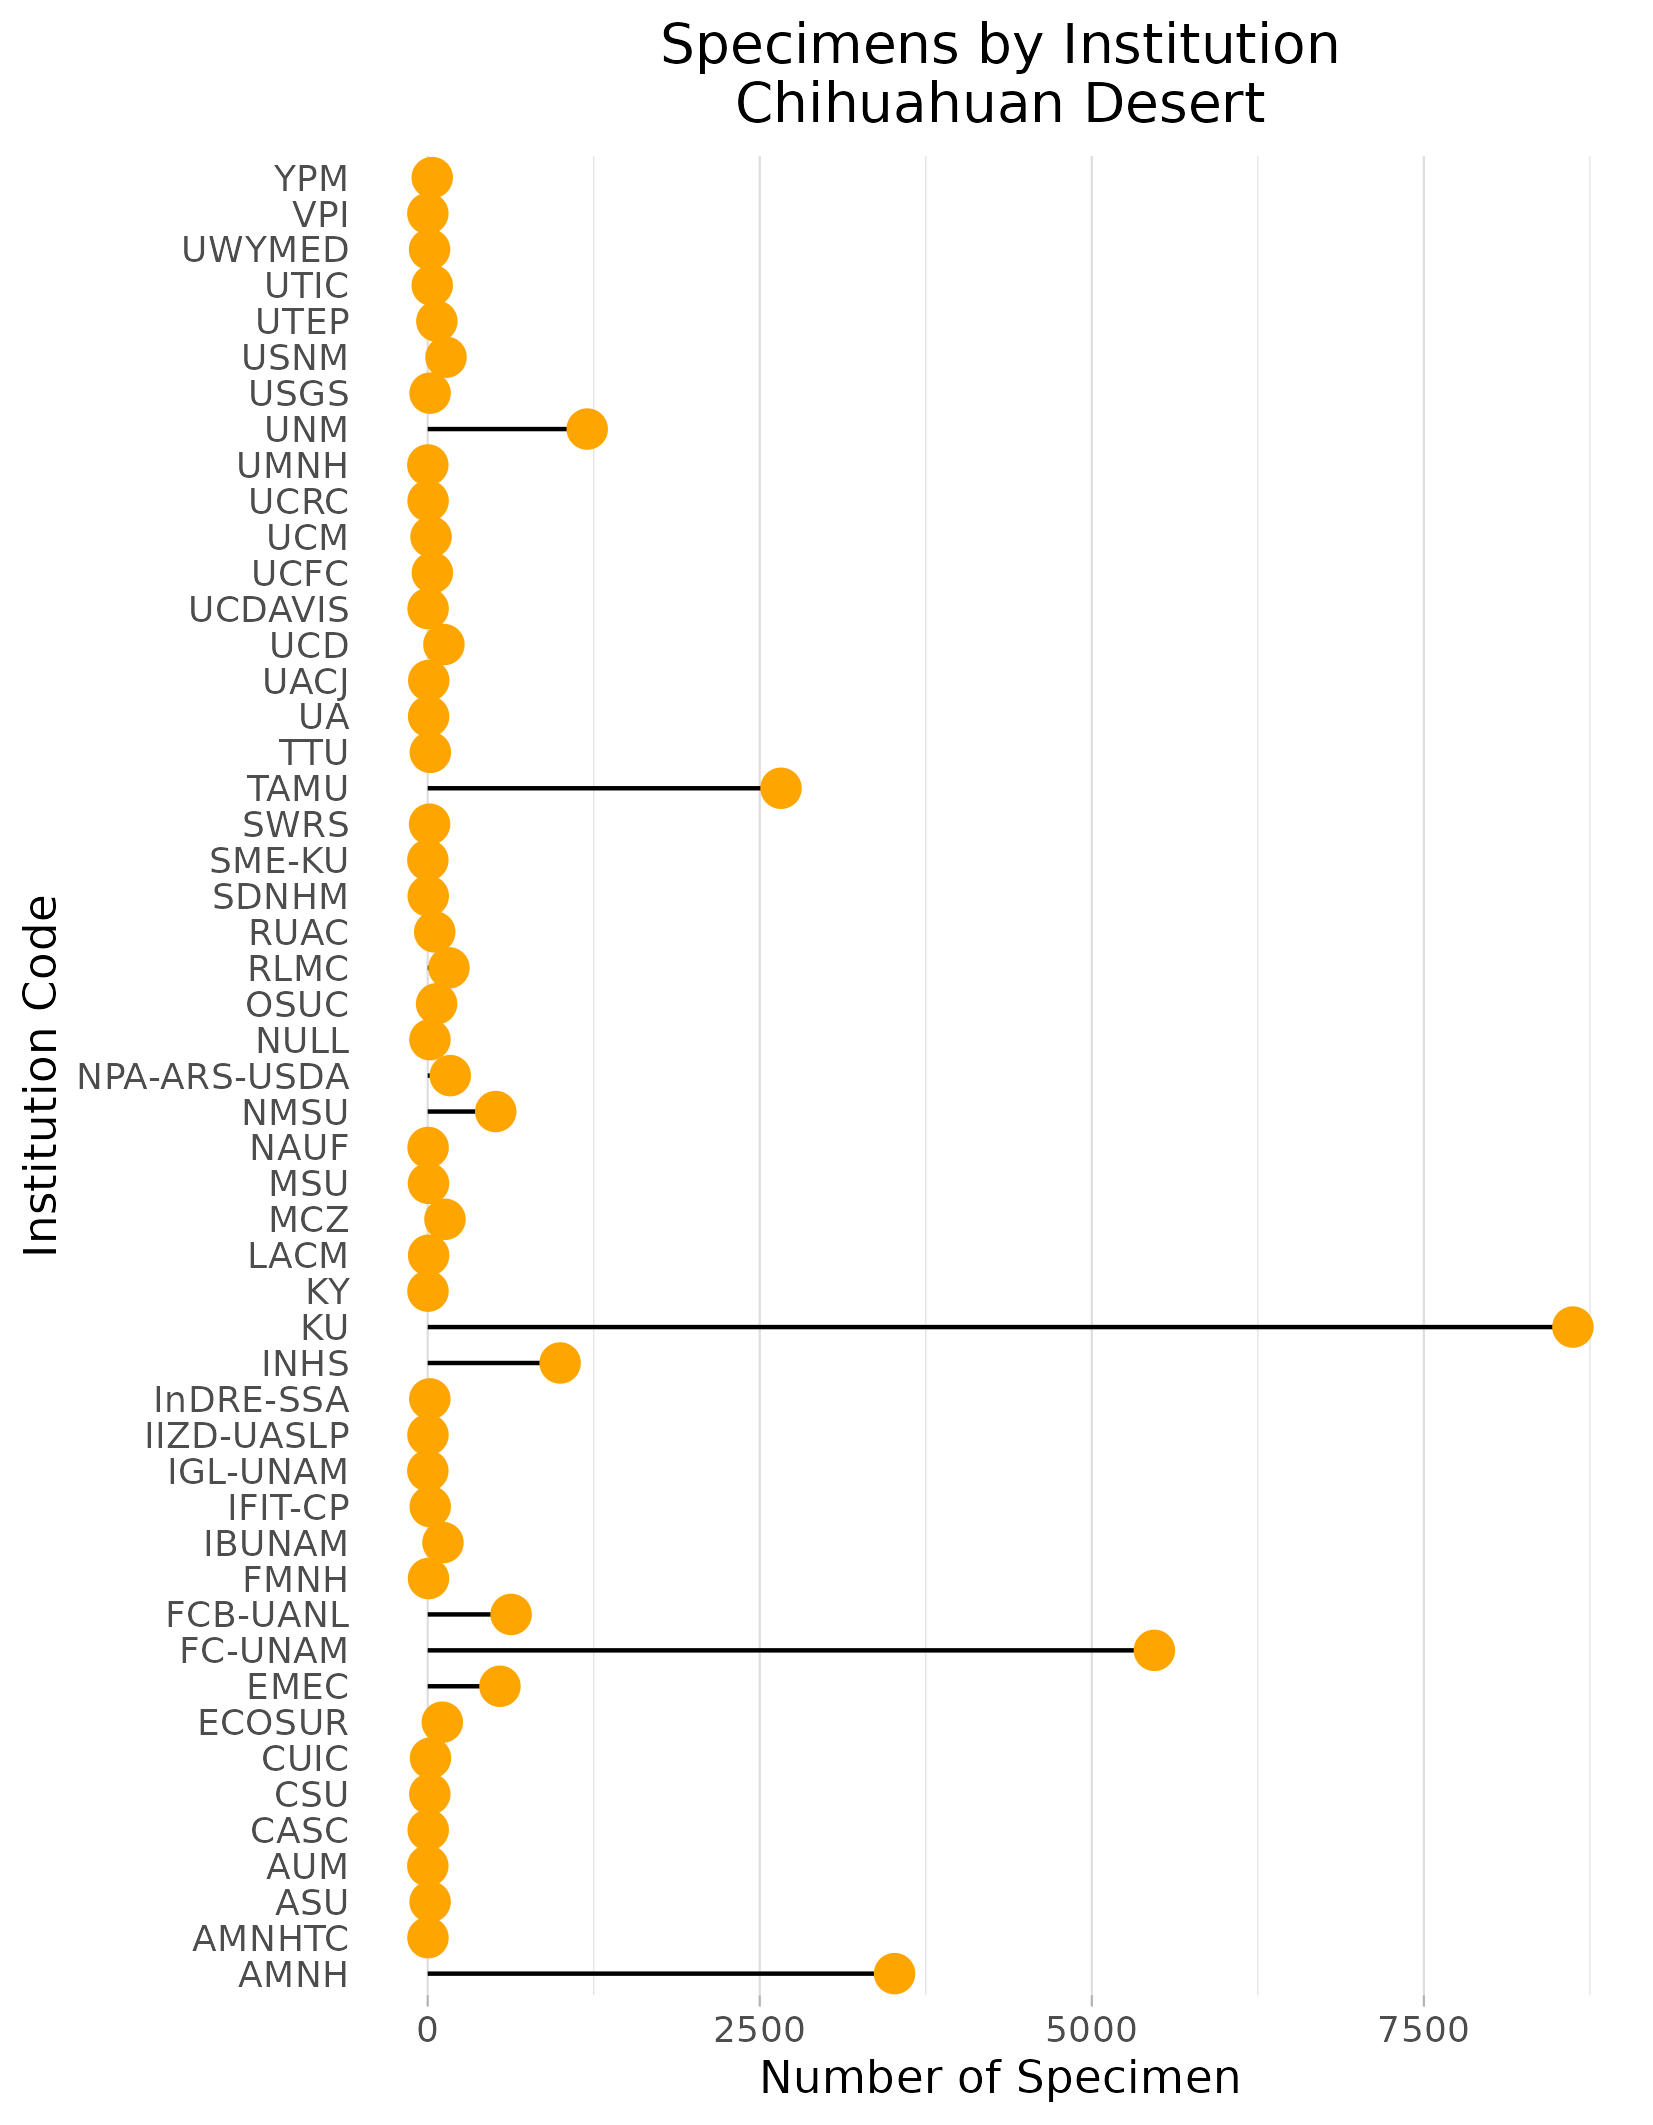 Specimens by Institution
Chihuahuan Desert
YPM
VPI
UWYMED
UTIC
UTEP
USNM
USGS
UNM
UMNH
UCRC
UCM
UCFC
UCDAVIS
UCD
UACJ
UA
TTU
TAMU
SWRS
SME-KU
SDNHM
RUAC
RLMC
OSUC
NULL
NPA-ARS-USDA
NMSU
NAUF
MSU
MCZ
LACM
KY
KU
INHS
InDRE-SSA
IIZD-UASLP
IGL-UNAM
IFIT-CP
IBUNAM
FMNH
FCB-UANL
FC-UNAM
EMEC
ECOSUR
CUIC
CSU
CASC
AUM
ASU
AMNHTC
AMNH
Institution Code
0 2500 5000 7500
Number of Specimen